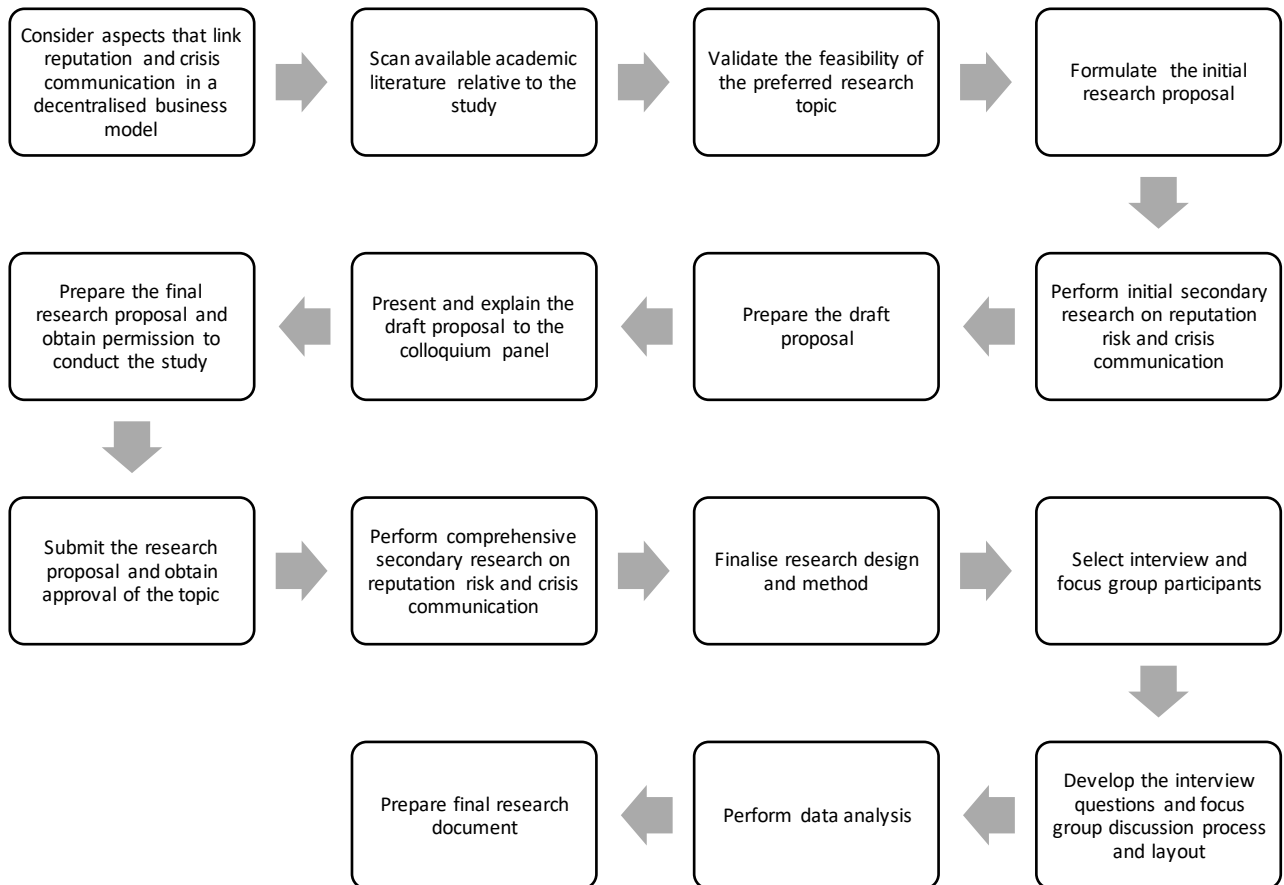 Consider aspects that link
reputation and crisis
communication in a
decentralised business
model
Scan available academic
literature relative to the
study
Validate the feasibility of
the preferred research
topic
Formulate the initial
research proposal
Perform initial secondary
research on reputation
risk and crisis
communication
Prepare the draft
proposal
Present and explain the
draft proposal to the
colloquium panel
Prepare the final
research proposal and
obtain permission to
conduct the study
Submit the research
proposal and obtain
approval of the topic
Perform comprehensive
secondary research on
reputation risk and crisis
communication
Finalise research design
and method
Select interview and
focus group participants
Develop the interview
questions and focus
group discussion process
and layout
Perform data analysis
Prepare final research
document